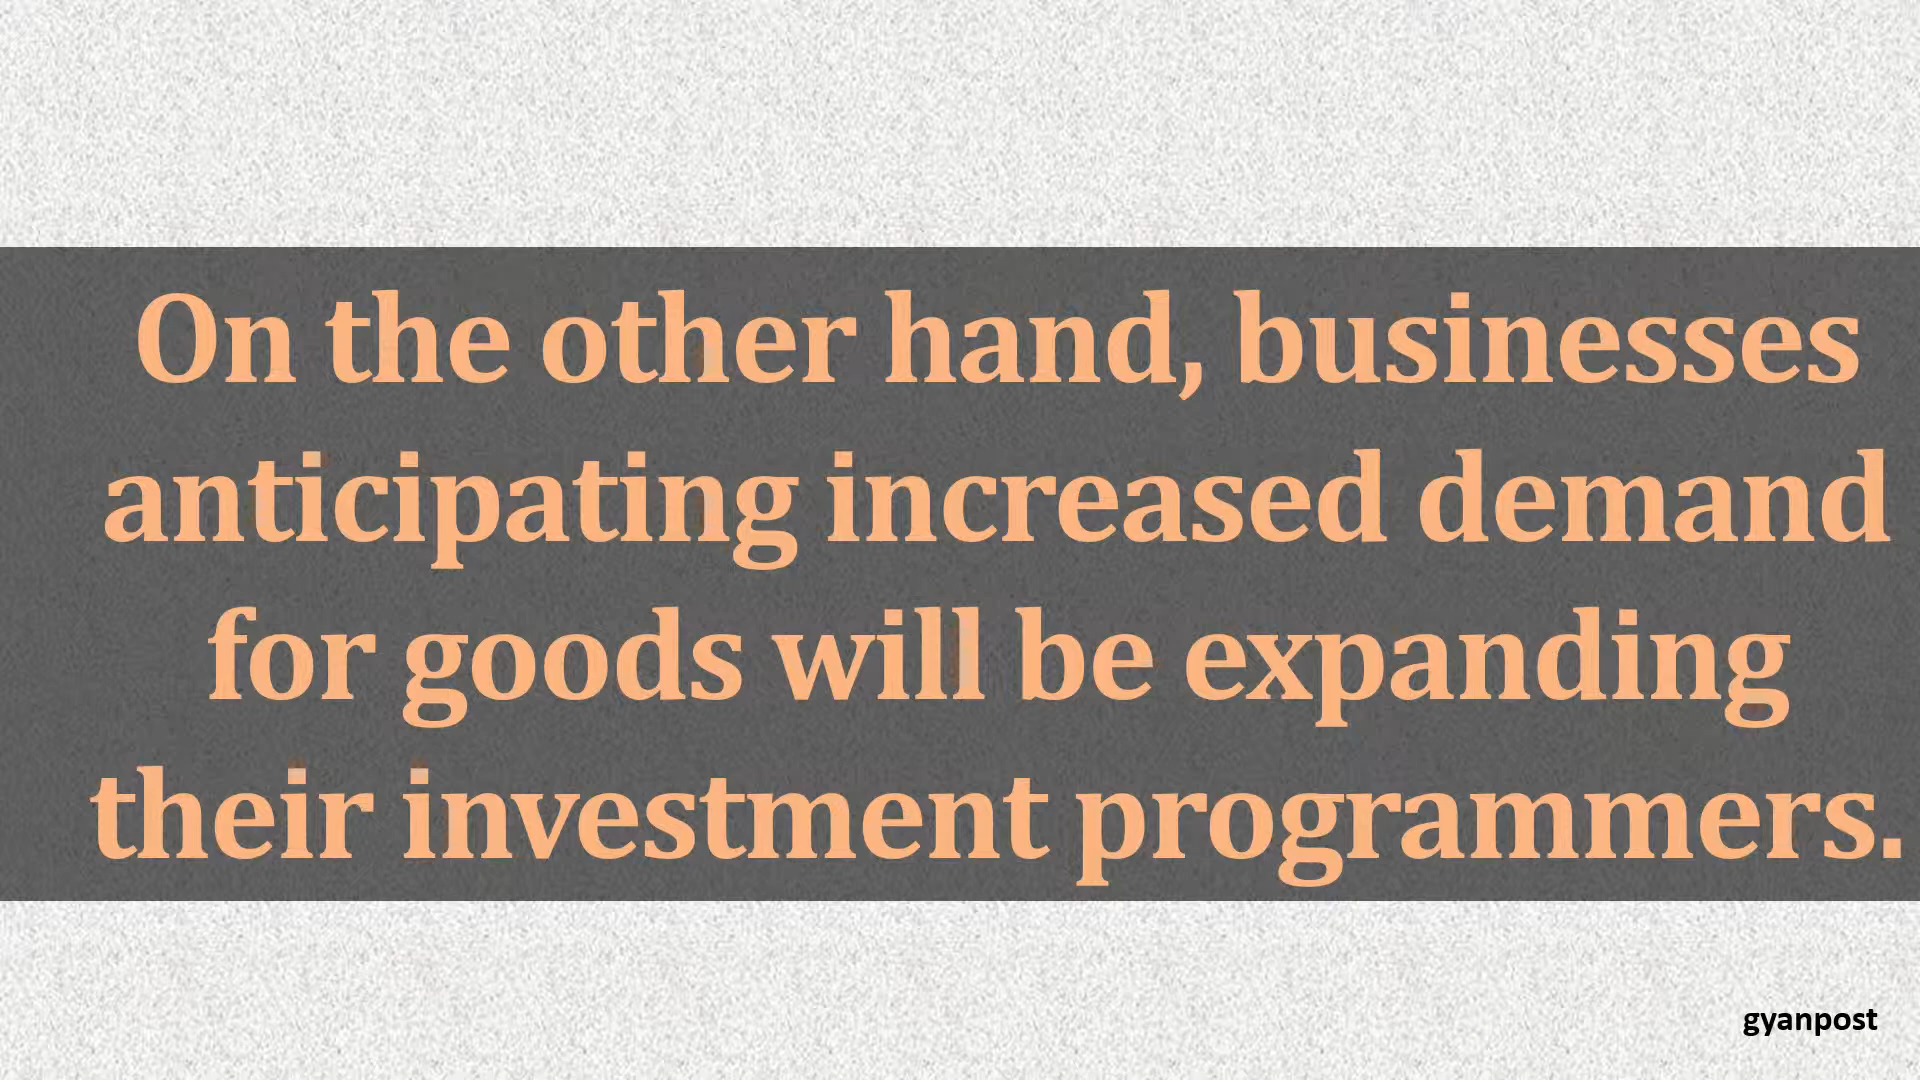 On the other hand, businesses
anticipating increased demand
for goods will be expanding
their investment programmers.
gyanpost